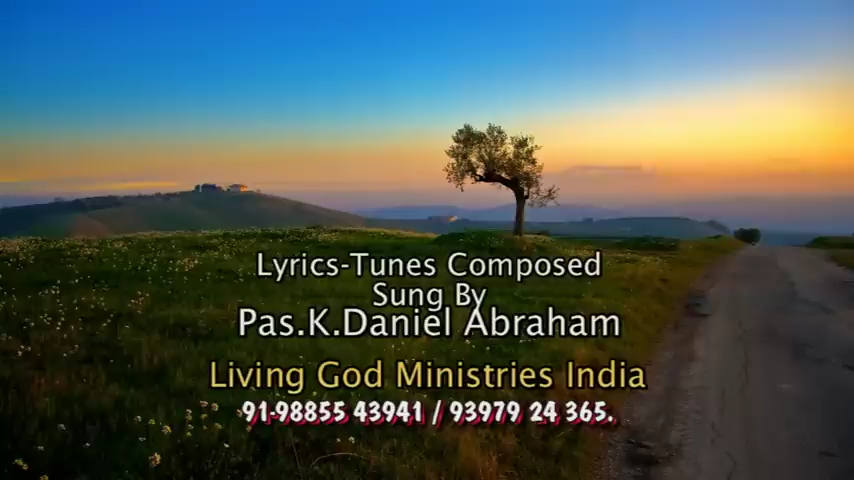 Lyrics-Tunes Composed
Sung By
Pas.K.Daniel Abraham
Living God Ministries India
91-98855 43941 / 93979 24 365.